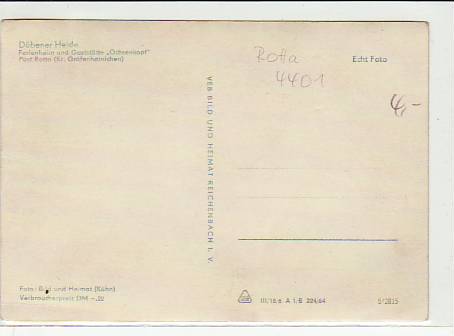 Dübener Heide
Ferienheim und Gaststätte „Ochsenkopf"
Post Rotta (Kr. Gräfenhainichen)
Rotta
4401
Echt Foto
4,-
VEB BILD UND HEIMAT REICHENBACH I. V.
Foto: Bild und Heimat (Kühn)
Verbraucherpreis DM –.20
III/18/6 A 1/B 224/64
5/2815